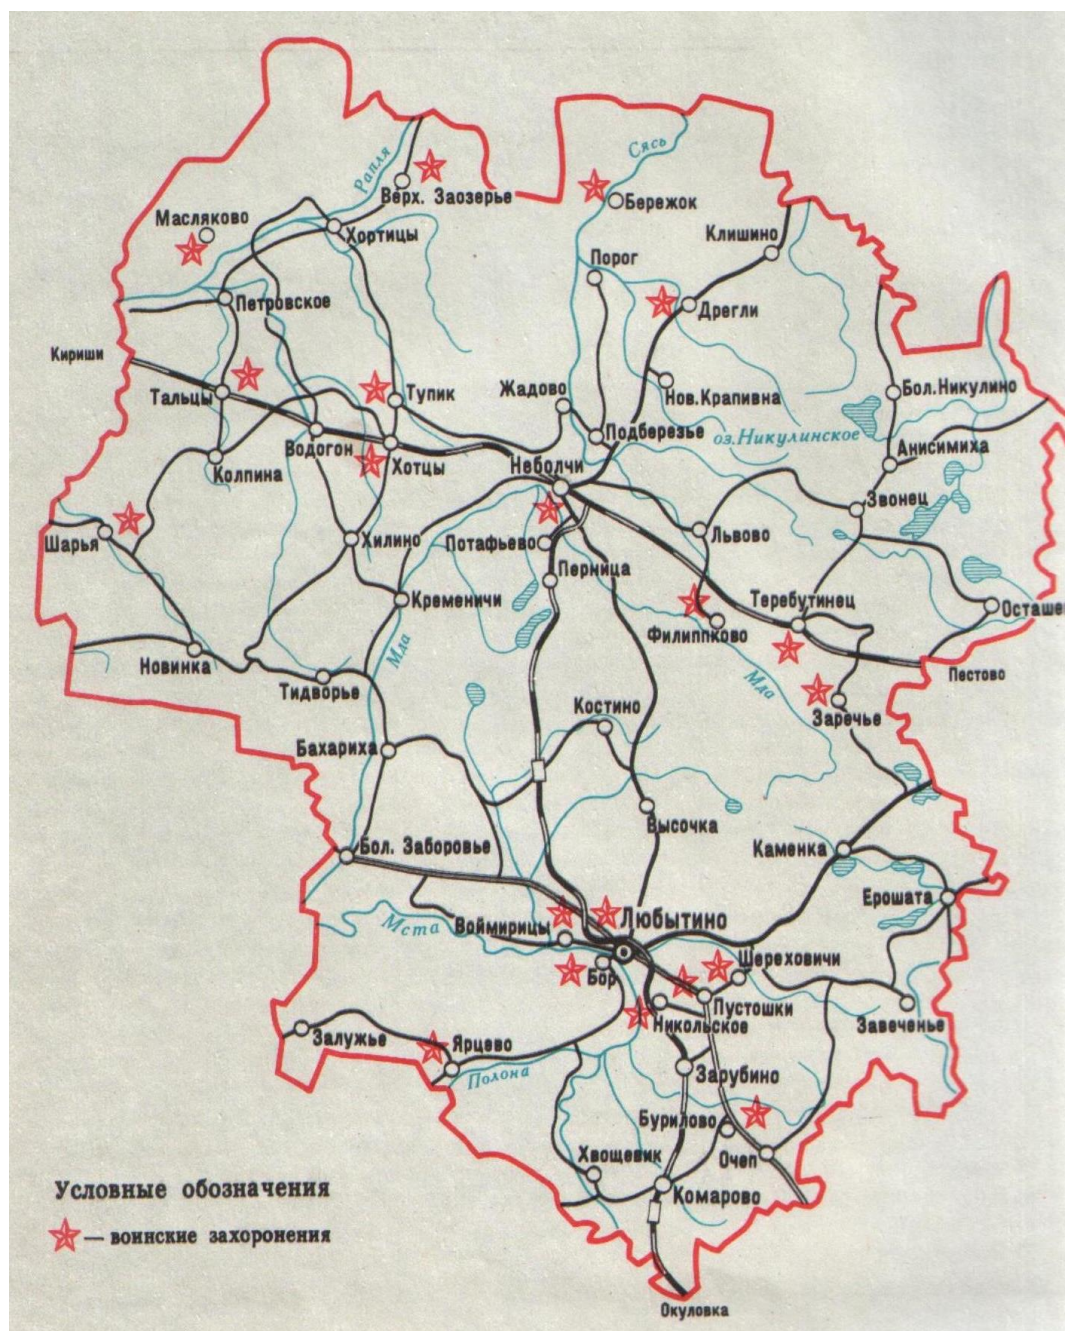 Рапля
Сясь
Верх. Заозерье
Бережок
Масляково
Хортицы
Клишино
Порог
Петровское
Дрегли
Кириши
Тальцы
Тупик
Жадово
Нов.Крапивна
Бол.Никулино
Подберезье
оз.Никулинское
Водогон
Хотцы
Неболчи
Анисимиха
Колпина
Звонец
Шарья
Хилино
Потафьево
Львово
Перница
Кременичи
Теребутинец
Осташе
Филиппково
Мда
Новинка
Тидворье
Мда
Пестово
Костино
Заречье
Бахариха
Высочка
Бол. Заборовье
Каменка
Ерошата
Мста
Воймирицы
Любытино
Шереховичи
Бор
Пустошки
Никольское
Завеченье
Залужье
Ярцево
Полона
Зарубино
Бурилово
Очеп
Хвощевик
Комарово
Условные обозначения
— воинские захоронения
Окуловка